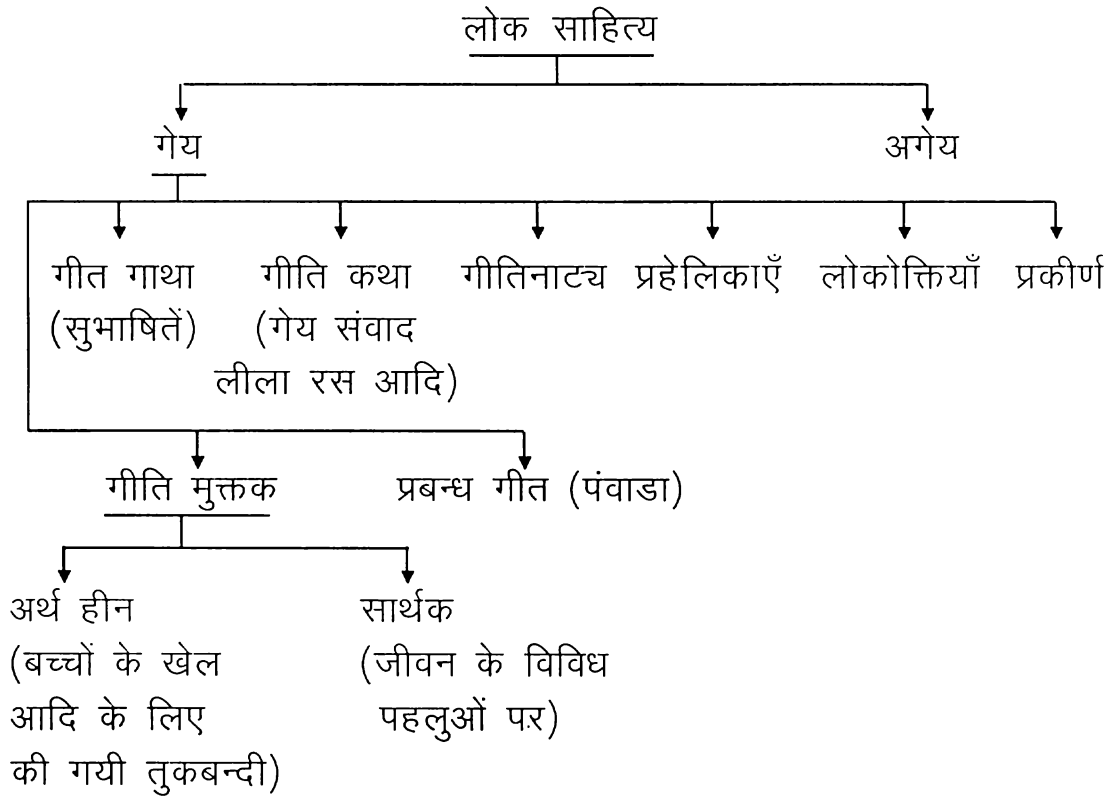 लोक साहित्य
गेय अगेय
गीत गाथा गीति कथा गीतिनाट्य प्रहेलिकाएँ लोकोक्तियाँ प्रकीर्ण
(सुभाषितें) (गेय संवाद
लीला रस आदि)
गीति मुक्तक प्रबन्ध गीत (पंवाडा)
अर्थ हीन सार्थक
(बच्चों के खेल (जीवन के विविध
आदि के लिए पहलुओं पर)
की गयी तुकबन्दी)